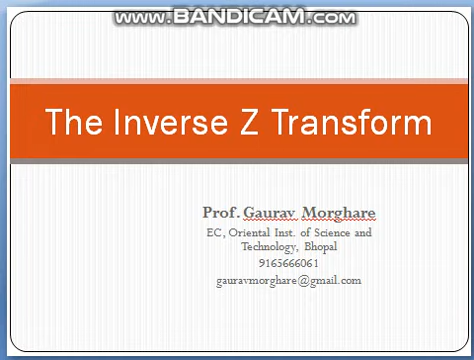 www.BANDICAM.com
The Inverse Z Transform
Prof. Gaurav Morghare
EC, Oriental Inst. of Science and
Technology, Bhopal
9165666061
gauravmorghare@gmail.com